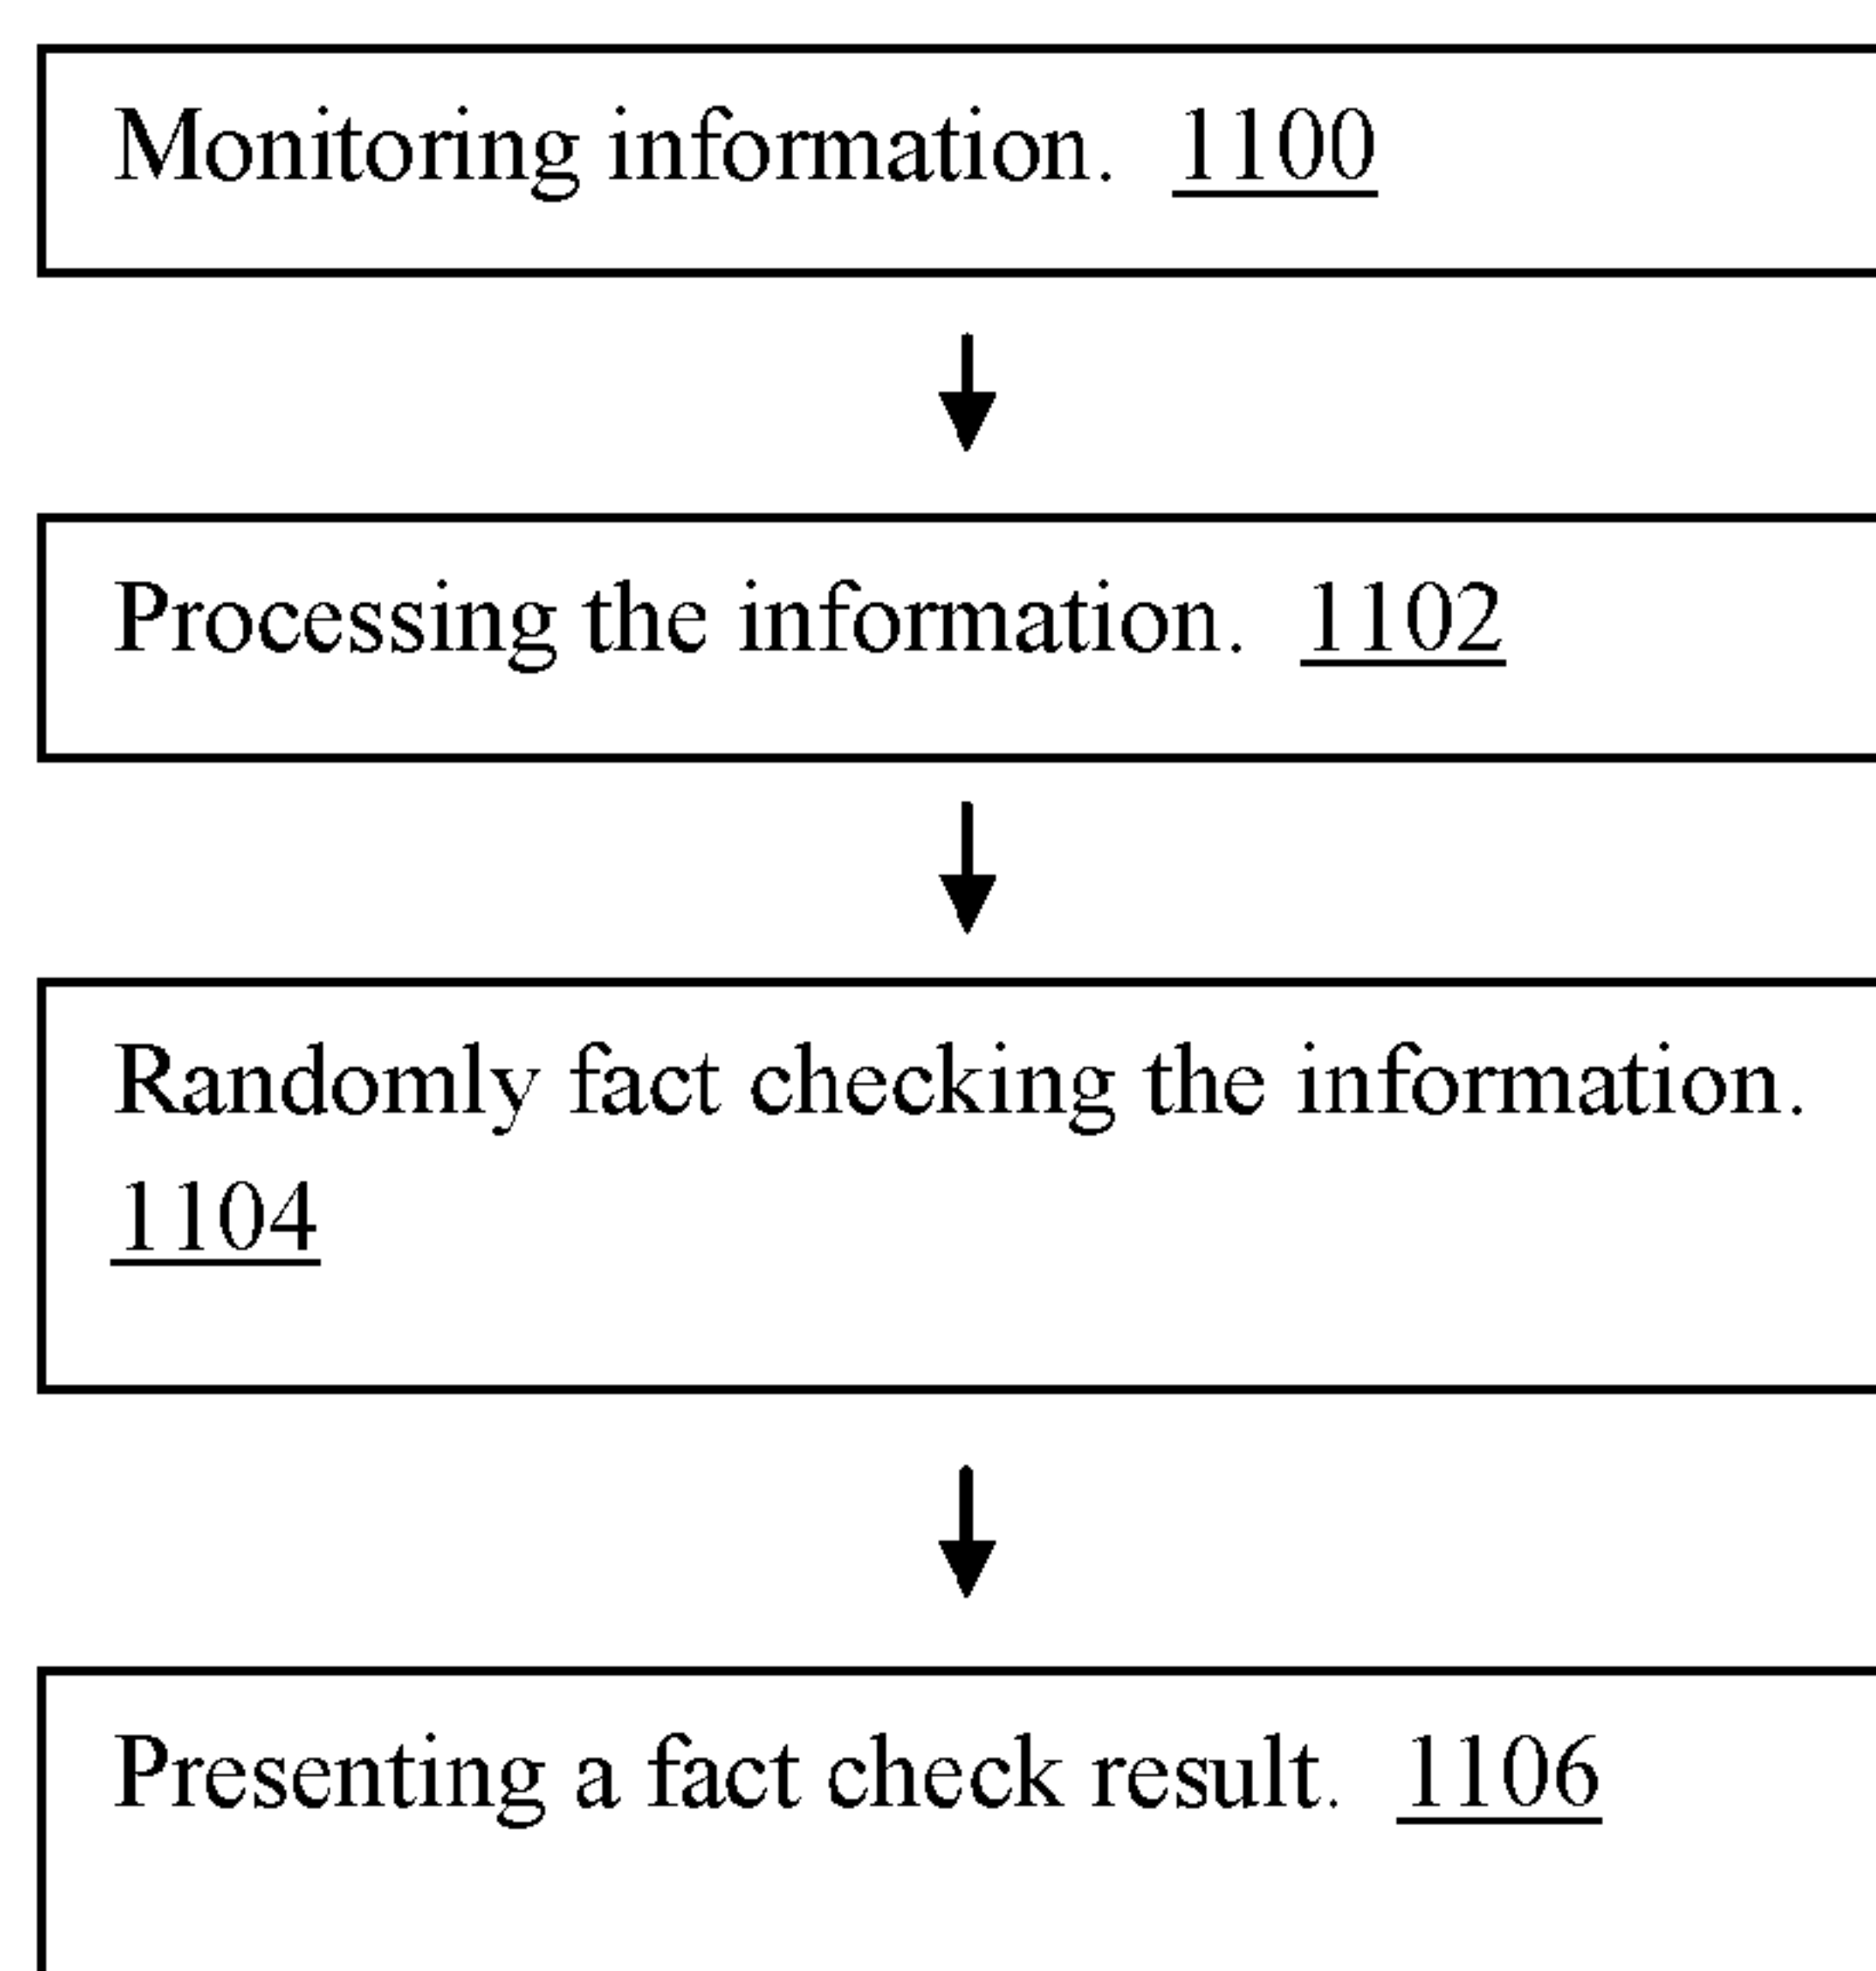 Monitoring information. 1100
Processing the information. 1102
Randomly fact checking the information.
1104
Presenting a fact check result. 1106